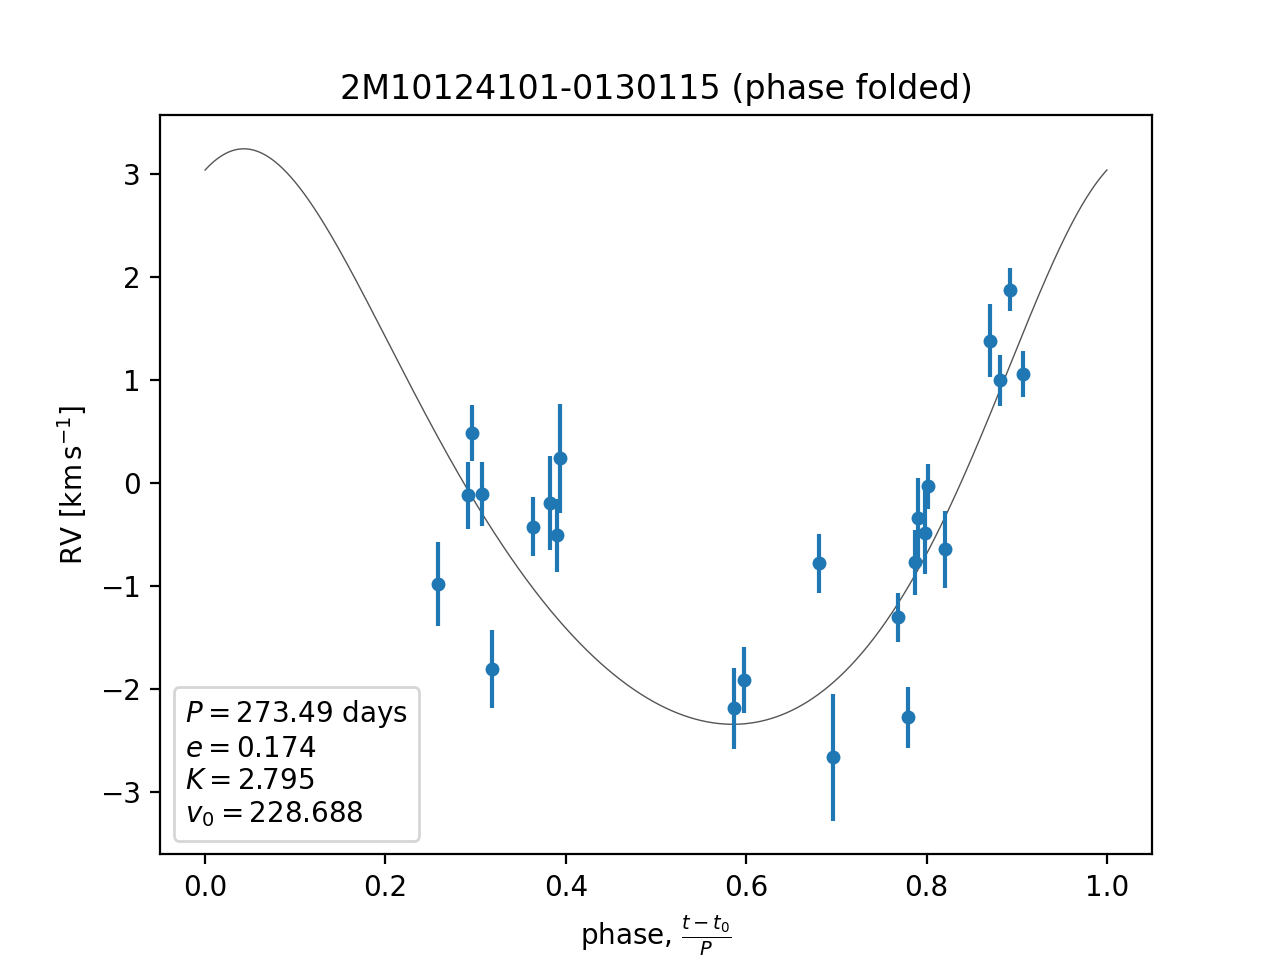 2M10124101-0130115 (phase folded)
RV [km s⁻¹]
3
2
1
0
−1
−2
−3
P = 273.49 days
e = 0.174
K = 2.795
v₀ = 228.688
0.0 0.2 0.4 0.6 0.8 1.0
phase, (t − t₀)/P